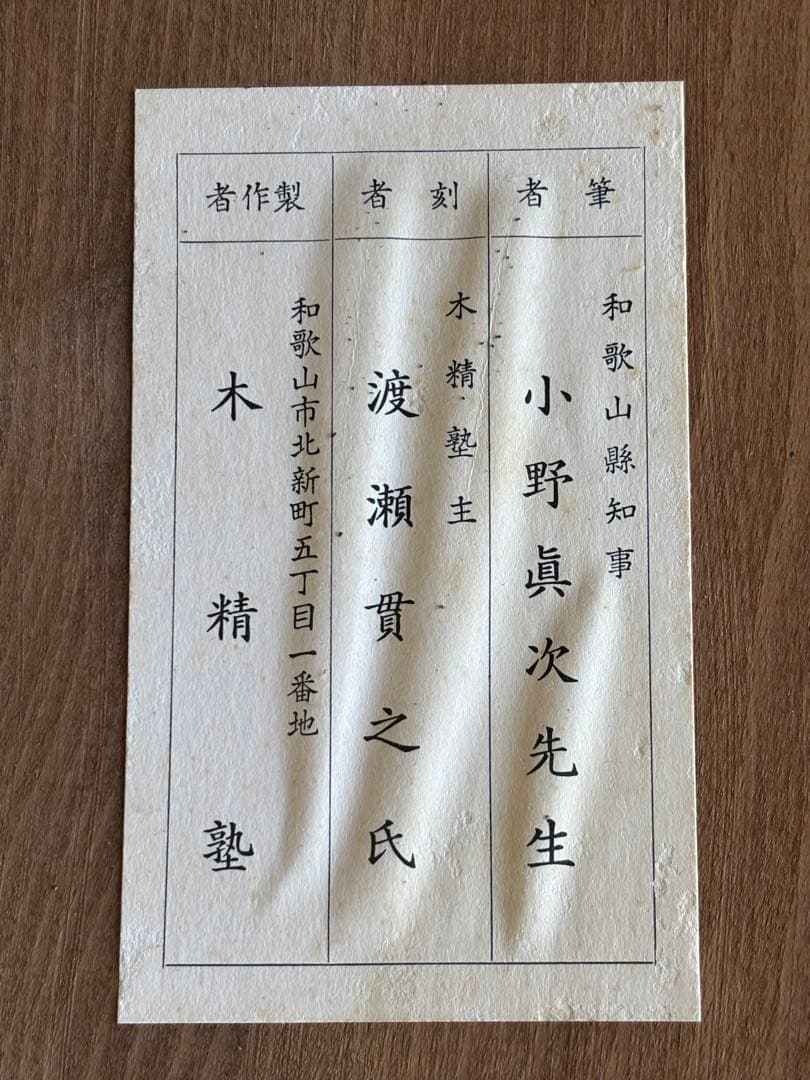 筆者
和歌山縣知事
小野眞次先生
刻者
木精塾主
渡瀬貫之氏
製作者
和歌山市北新町五丁目一番地
木精塾